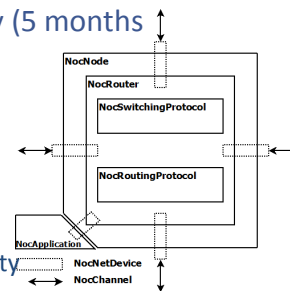 (5 months
NocNode
NocRouter
NocSwitchingProtocol
NocRoutingProtocol
NocApplication
ty
NocNetDevice
NocChannel